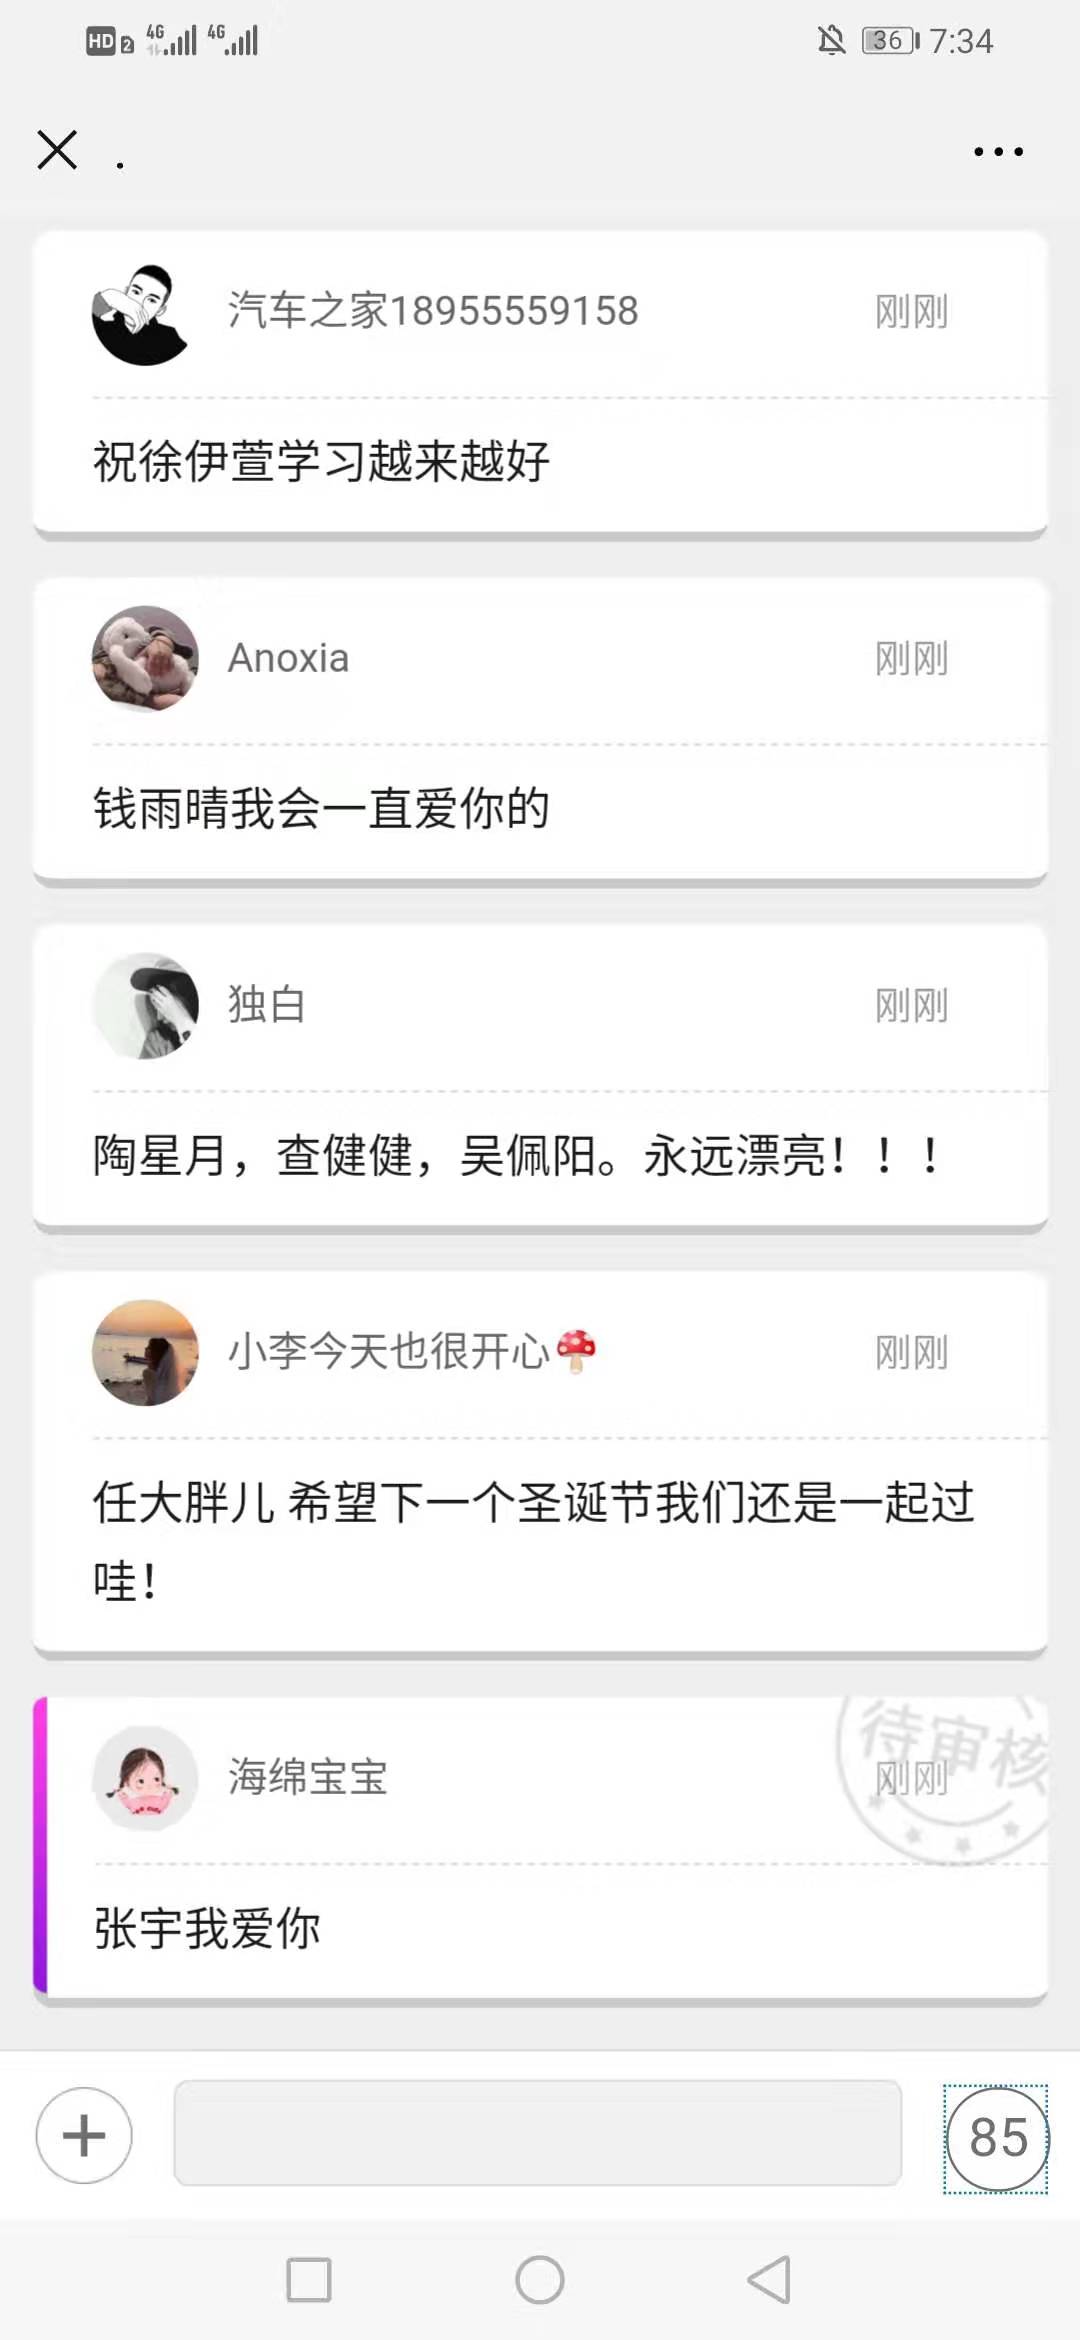 HD 2 4G 4G 36 7:34
.
汽车之家18955559158 刚刚
祝徐伊萱学习越来越好
Anoxia 刚刚
钱雨晴我会一直爱你的
独白 刚刚
陶星月，查健健，吴佩阳。永远漂亮！！！
小李今天也很开心🍄 刚刚
任大胖儿 希望下一个圣诞节我们还是一起过
哇！
待审核
海绵宝宝 刚刚
张宇我爱你
85